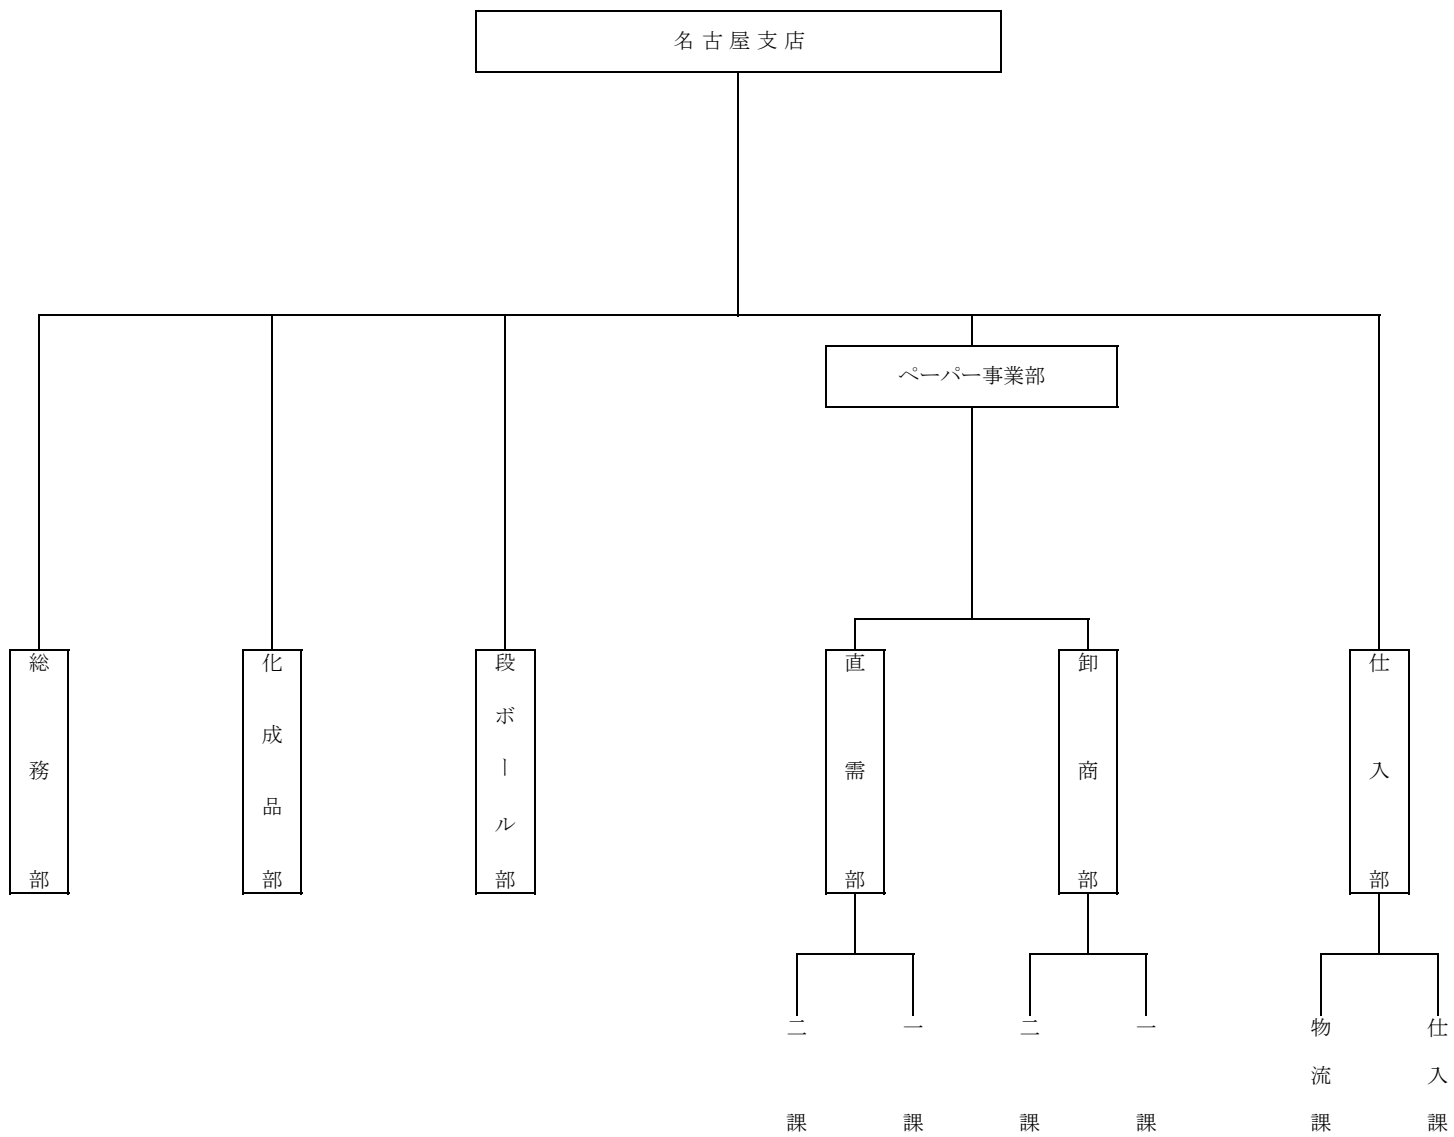 名古屋支店
ペーパー事業部
総務部
化成品部
段ボール部
直需部
卸商部
仕入部
二課
一課
二課
一課
物流課
仕入課